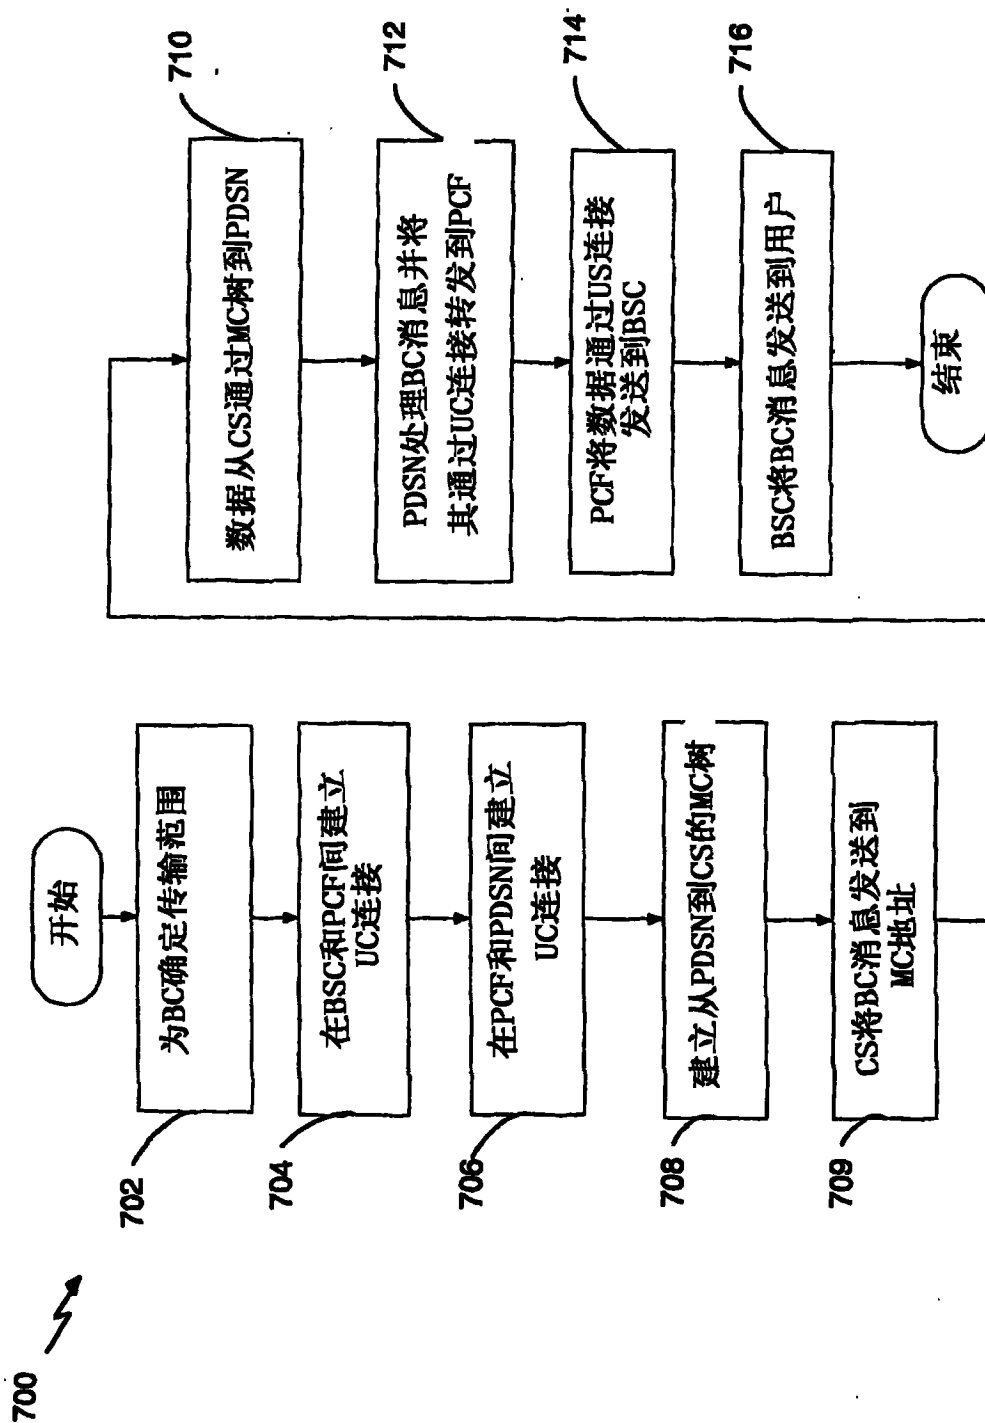 700
开始
702
为BC确定传输范围
704
在BSC和PCF间建立
UC连接
706
在PCF和PDSN间建立
UC连接
708
建立从PDSN到CS的MC树
709
CS将BC消息发送到
MC地址
710
数据从CS通过MC树到PDSN
712
PDSN处理BC消息并将
其通过UC连接转发到PCF
714
PCF将数据通过US连接
发送到BSC
716
BSC将BC消息发送到用户
结束